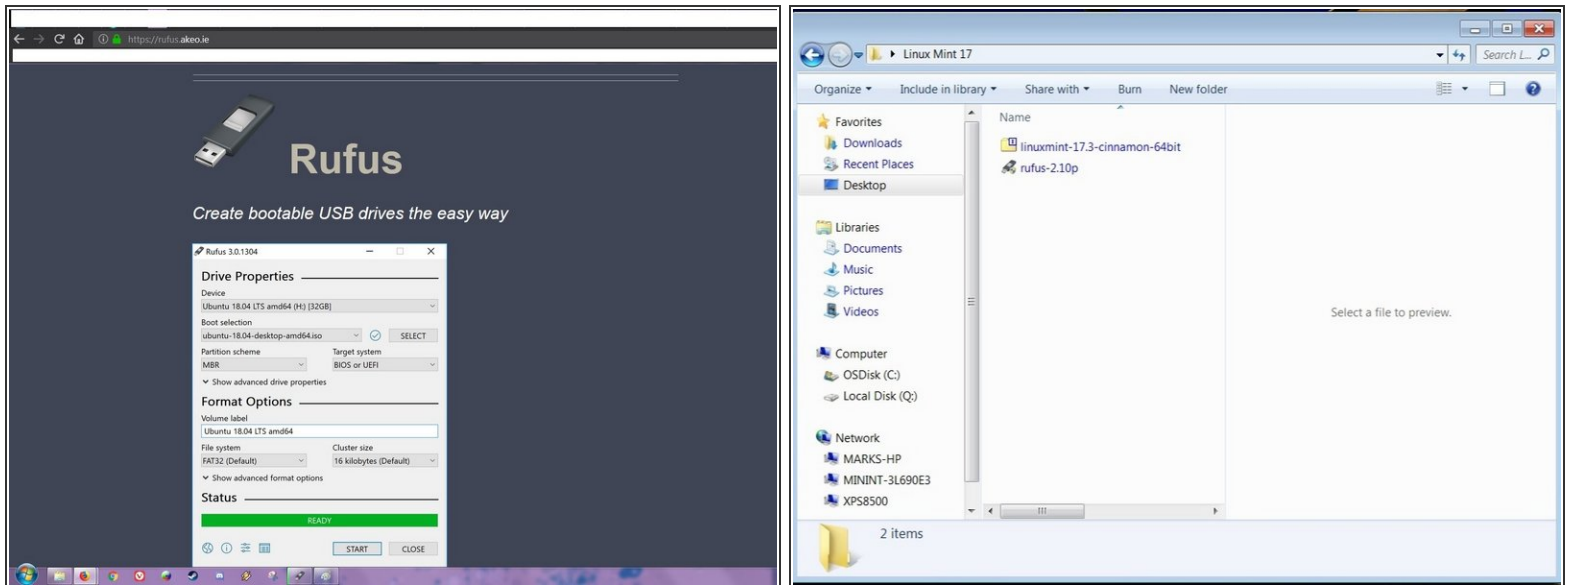 https://rufus.akeo.ie
Rufus
Create bootable USB drives the easy way
Rufus 3.0.1304
Drive Properties
Device
Ubuntu 18.04 LTS amd64 (H:) [32GB]
Boot selection
ubuntu-18.04-desktop-amd64.iso SELECT
Partition scheme Target system
MBR BIOS or UEFI
Show advanced drive properties
Format Options
Volume label
Ubuntu 18.04 LTS amd64
File system Cluster size
FAT32 (Default) 16 kilobytes (Default)
Show advanced format options
Status
READY
START CLOSE
Linux Mint 17 Search L...
Organize Include in library Share with Burn New folder
Favorites
Downloads
Recent Places
Desktop
Libraries
Documents
Music
Pictures
Videos
Computer
OSDisk (C:)
Local Disk (Q:)
Network
MARKS-HP
MININT-3L690E3
XPS8500
Name
linuxmint-17.3-cinnamon-64bit
rufus-2.10p
Select a file to preview.
2 items